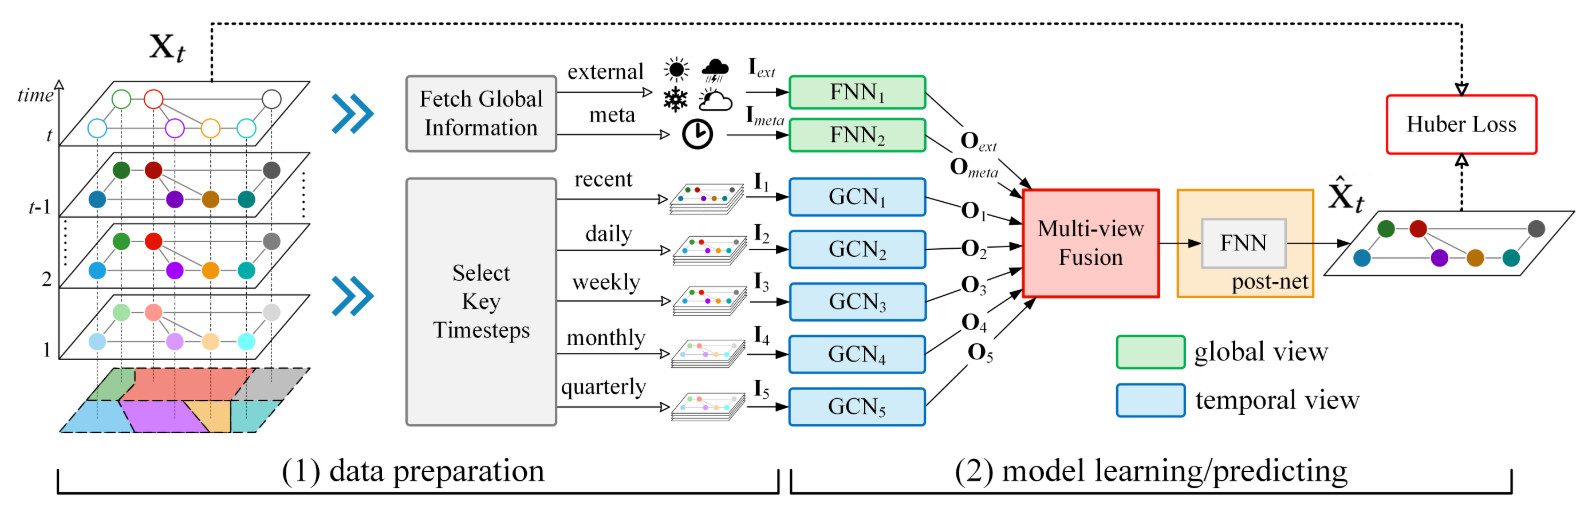 X_t
time
t
t-1
2
1
Fetch Global
Information
external
meta
I_ext
I_meta
FNN_1
FNN_2
O_ext
O_meta
Select
Key
Timesteps
recent
daily
weekly
monthly
quarterly
I_1
I_2
I_3
I_4
I_5
GCN_1
GCN_2
GCN_3
GCN_4
GCN_5
O_1
O_2
O_3
O_4
O_5
Multi-view
Fusion
FNN
post-net
X̂_t
Huber Loss
global view
temporal view
(1) data preparation
(2) model learning/predicting